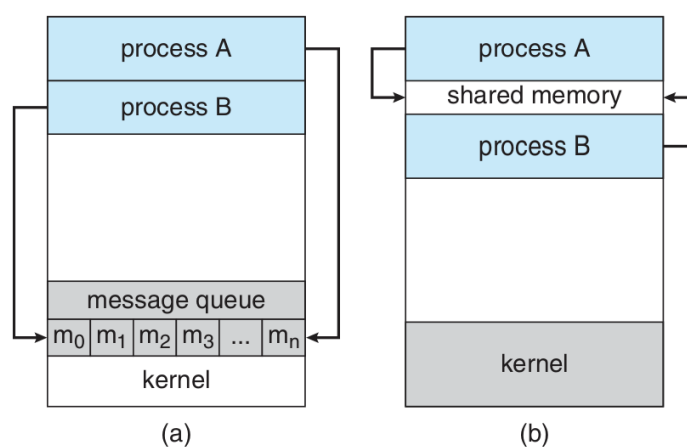 process A
process B
message queue
m₀ m₁ m₂ m₃ ... mₙ
kernel
(a)
process A
shared memory
process B
kernel
(b)